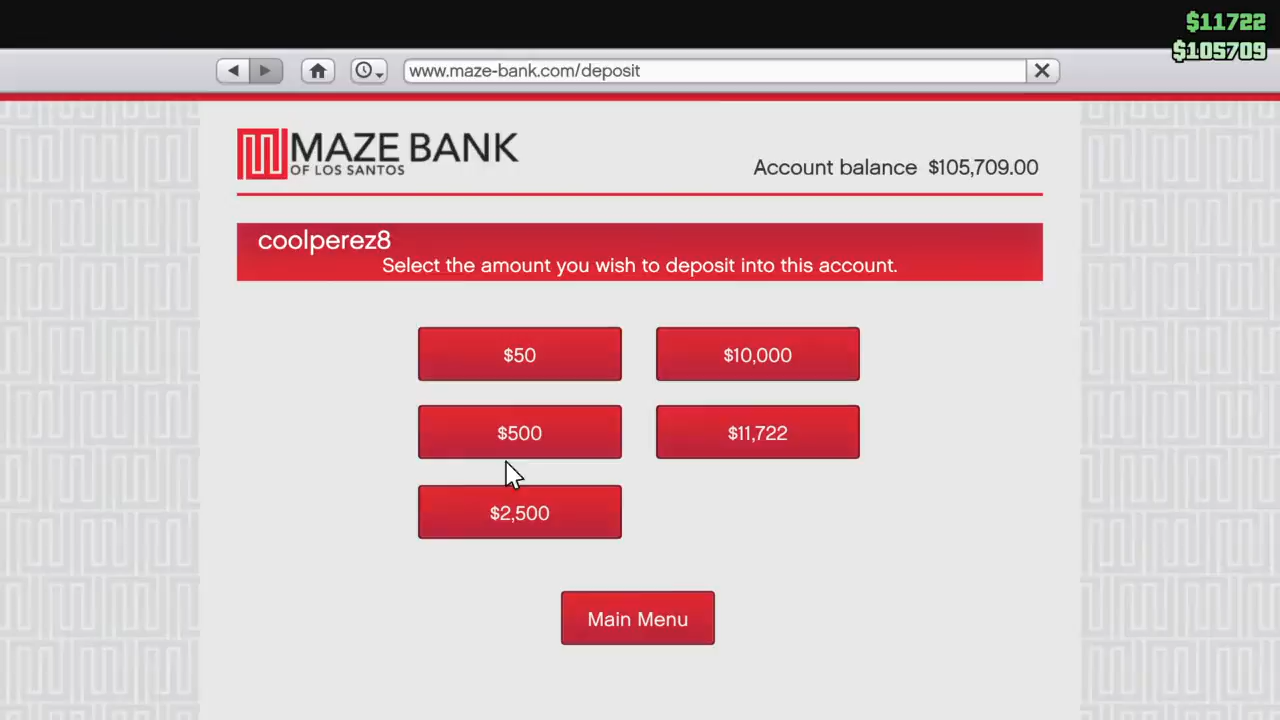 $11722
$105709
www.maze-bank.com/deposit
MAZE BANK
OF LOS SANTOS
Account balance $105,709.00
coolperez8
Select the amount you wish to deposit into this account.
$50
$10,000
$500
$11,722
$2,500
Main Menu